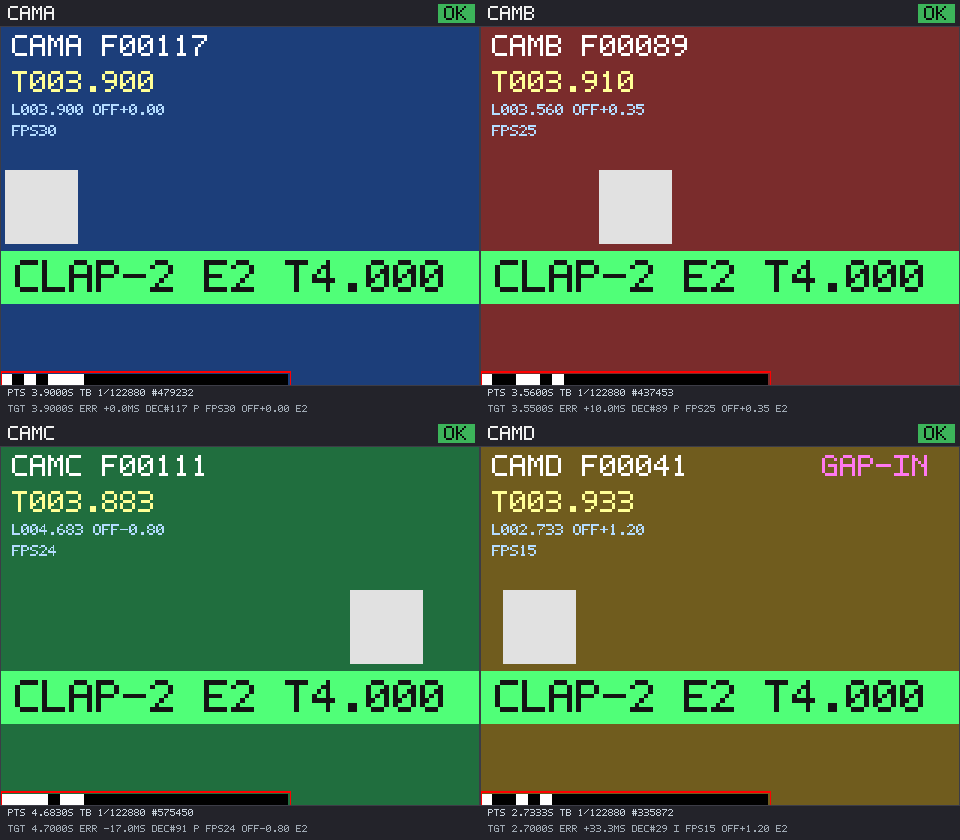 CAMA OK
CAMA F00117
T003.900
L003.900 OFF+0.00
FPS30
CLAP-2 E2 T4.000
PTS 3.9000S TB 1/122880 #479232
TGT 3.9000S ERR +0.0MS DEC#117 P FPS30 OFF+0.00 E2
CAMB OK
CAMB F00089
T003.910
L003.560 OFF+0.35
FPS25
CLAP-2 E2 T4.000
PTS 3.5600S TB 1/122880 #437453
TGT 3.5500S ERR +10.0MS DEC#89 P FPS25 OFF+0.35 E2
CAMC OK
CAMC F00111
T003.883
L004.683 OFF-0.80
FPS24
CLAP-2 E2 T4.000
PTS 4.6830S TB 1/122880 #575450
TGT 4.7000S ERR -17.0MS DEC#91 P FPS24 OFF-0.80 E2
CAMD OK
CAMD F00041 GAP-IN
T003.933
L002.733 OFF+1.20
FPS15
CLAP-2 E2 T4.000
PTS 2.7333S TB 1/122880 #335872
TGT 2.7000S ERR +33.3MS DEC#29 I FPS15 OFF+1.20 E2